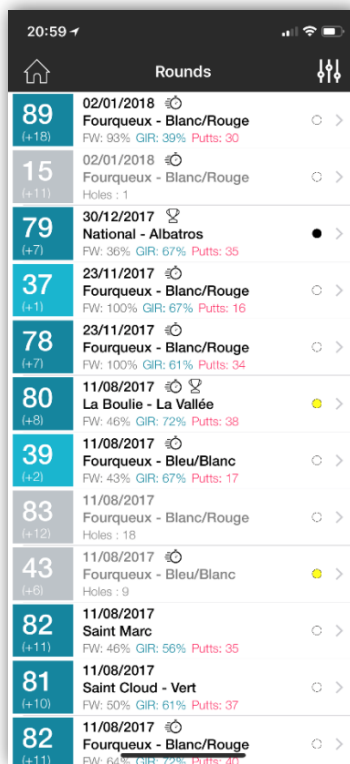 20:59
Rounds
89 02/01/2018
Fourqueux - Blanc/Rouge
(+18) FW: 93% GIR: 39% Putts: 30
15 02/01/2018
Fourqueux - Blanc/Rouge
(+11) Holes : 1
79 30/12/2017
National - Albatros
(+7) FW: 36% GIR: 67% Putts: 35
37 23/11/2017
Fourqueux - Blanc/Rouge
(+1) FW: 100% GIR: 67% Putts: 16
78 23/11/2017
Fourqueux - Blanc/Rouge
(+7) FW: 100% GIR: 61% Putts: 34
80 11/08/2017
La Boulie - La Vallée
(+8) FW: 46% GIR: 72% Putts: 38
39 11/08/2017
Fourqueux - Bleu/Blanc
(+2) FW: 43% GIR: 67% Putts: 17
83 11/08/2017
Fourqueux - Blanc/Rouge
(+12) Holes : 18
43 11/08/2017
Fourqueux - Bleu/Blanc
(+6) Holes : 9
82 11/08/2017
Saint Marc
(+11) FW: 46% GIR: 56% Putts: 35
81 11/08/2017
Saint Cloud - Vert
(+10) FW: 50% GIR: 61% Putts: 37
82 11/08/2017
Fourqueux - Blanc/Rouge
(+11) FW: 64% GIR: 72% Putts: 40